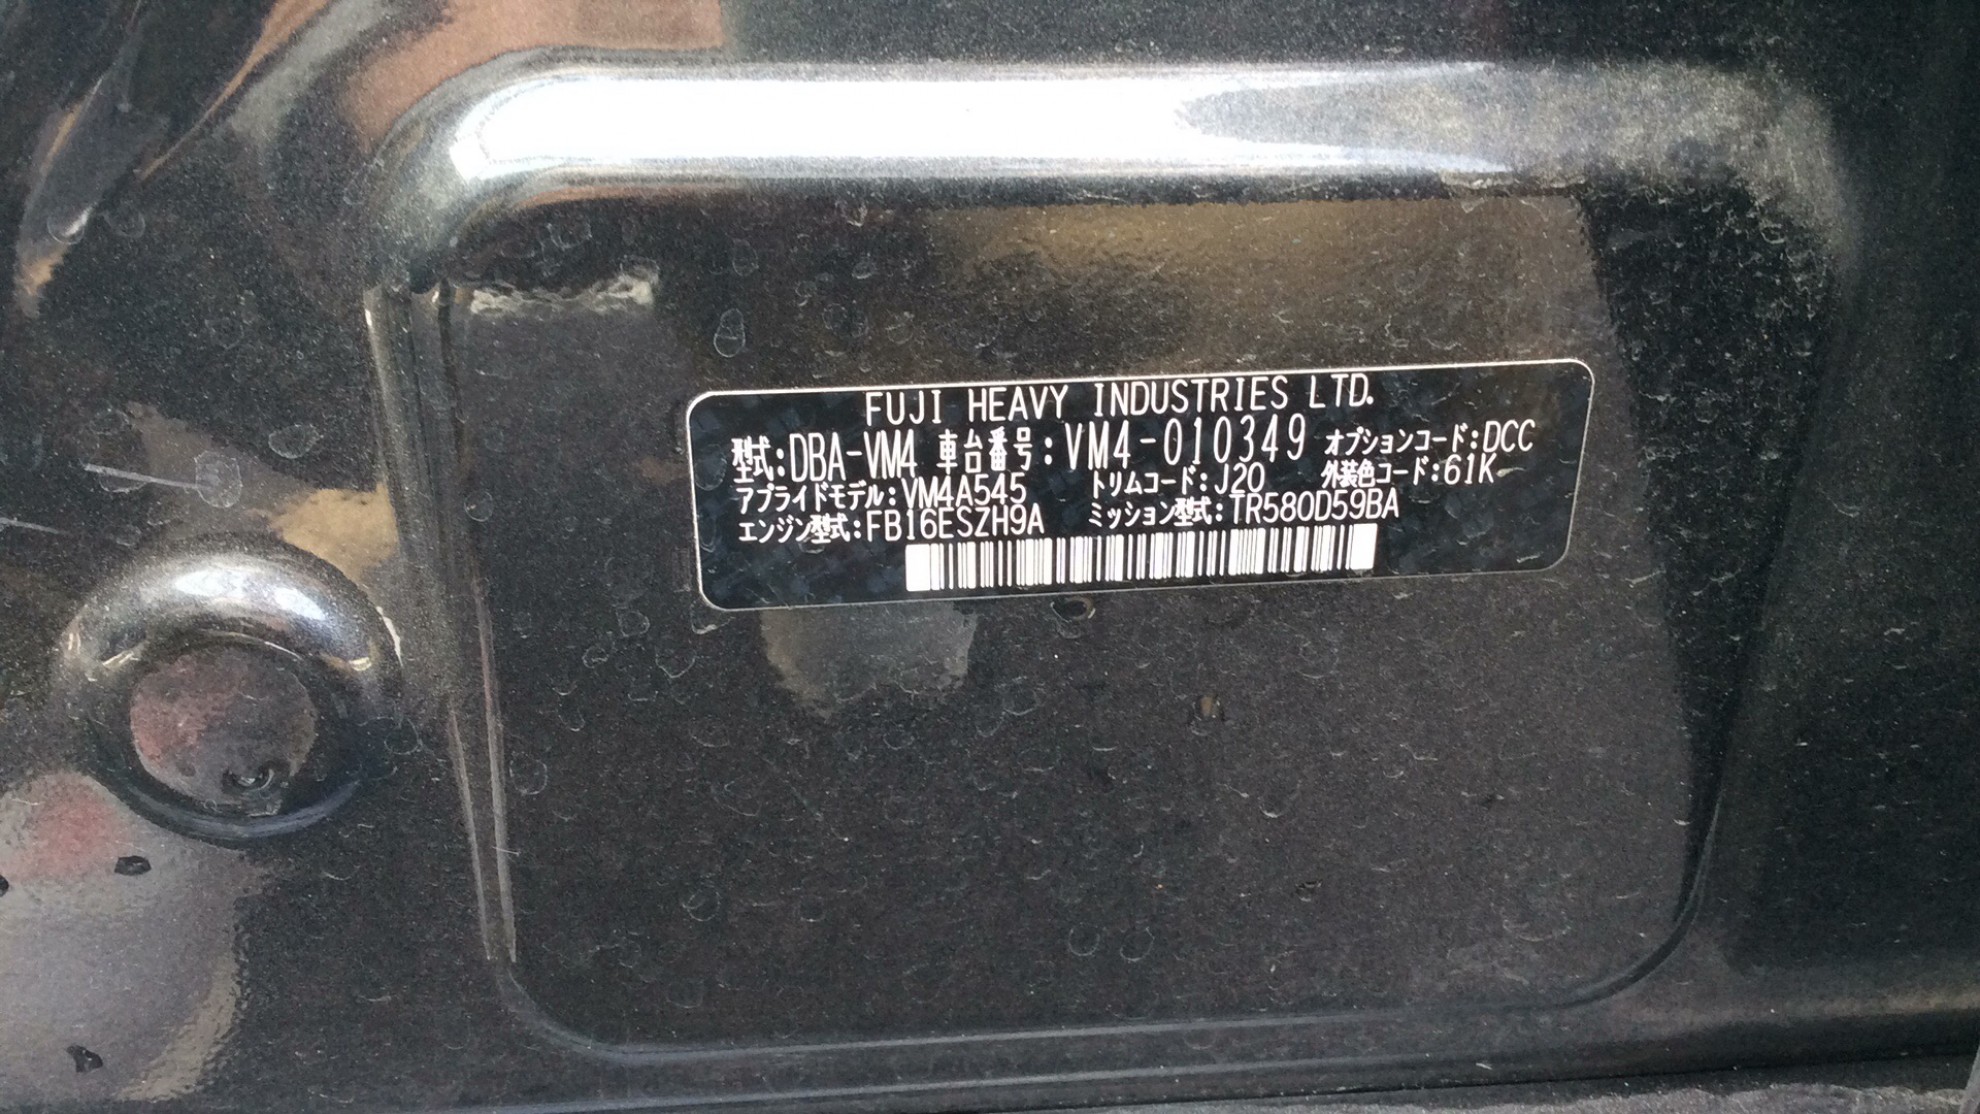 FUJI HEAVY INDUSTRIES LTD.
型式:DBA-VM4 車台番号:VM4-010349 オプションコード:DCC
アプライドモデル:VM4A545 トリムコード:J20 外装色コード:61K
エンジン型式:FB16ESZH9A ミッション型式:TR580D59BA